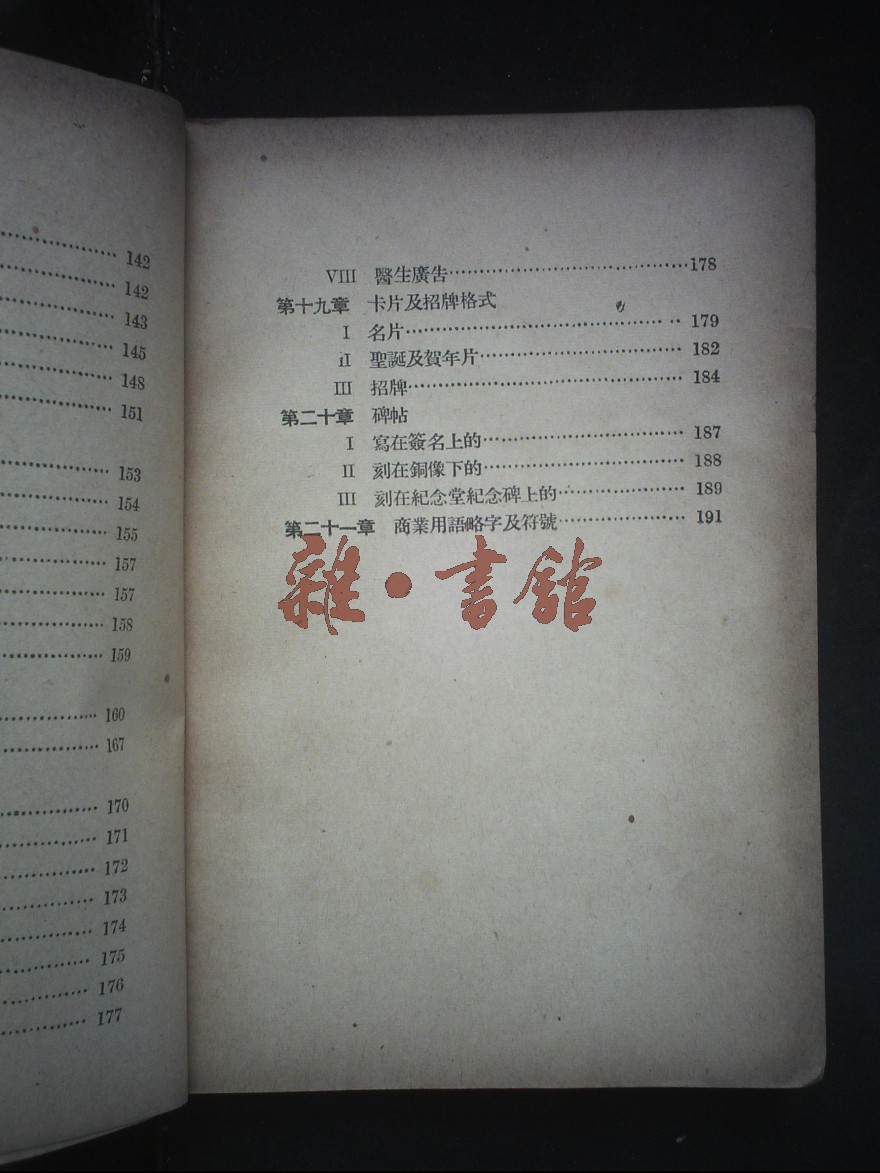 142
142
143
145
148
151
153
154
155
157
157
158
159
160
167
170
171
172
173
174
175
176
177
VIII 醫生廣告 178
第十九章 卡片及招牌格式
I 名片 179
iI 聖誕及賀年片 182
III 招牌 184
第二十章 碑帖
I 寫在簽名上的 187
II 刻在銅像下的 188
III 刻在紀念堂紀念碑上的 189
第二十一章 商業用語略字及符號 191
雜·書館